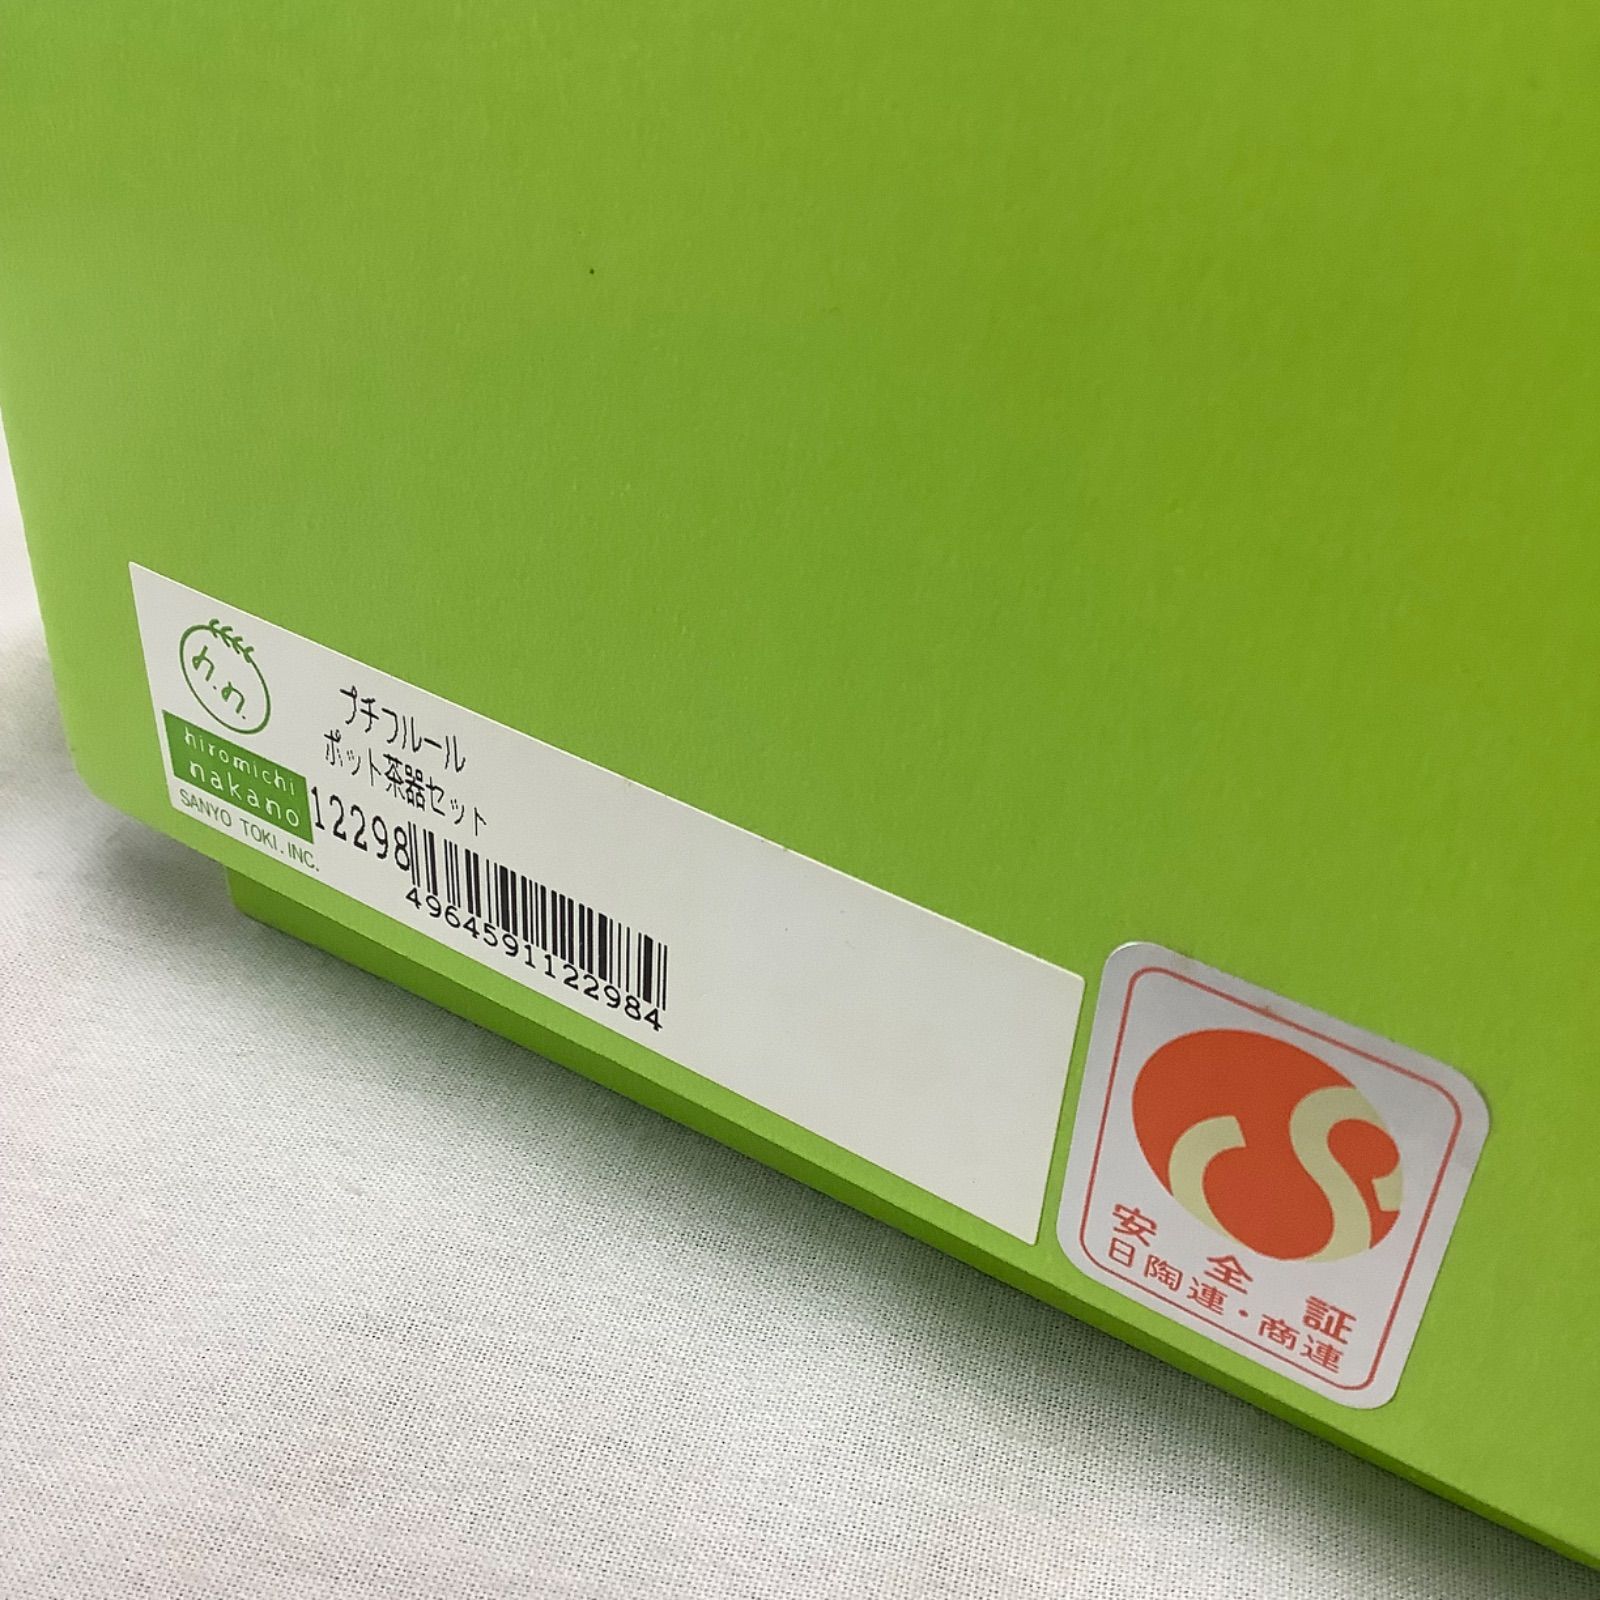 h.n.
hiromichi
nakano
SANYO TOKI.INC.
プチフルール
ポット茶器セット
12298
4964591122984
安全証
日陶連・商連